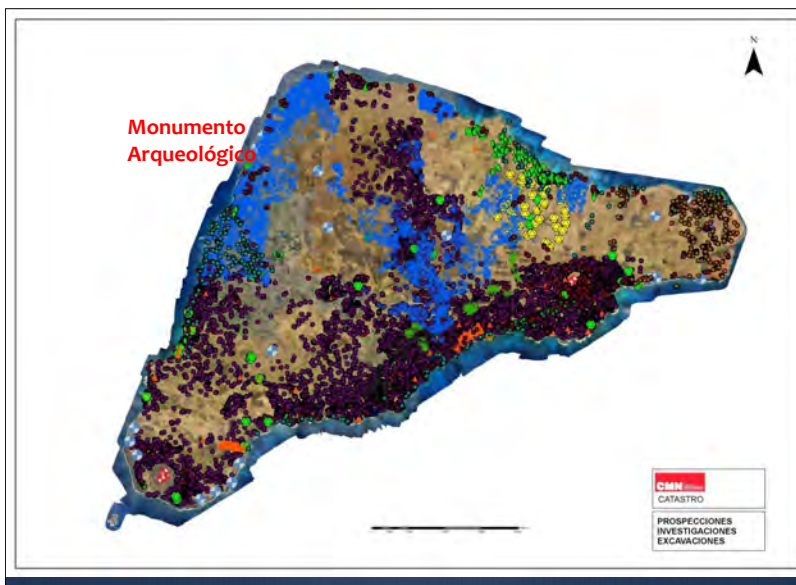 Monumento
Arqueológico
N
CMN
CATASTRO
PROSPECCIONES
INVESTIGACIONES
EXCAVACIONES